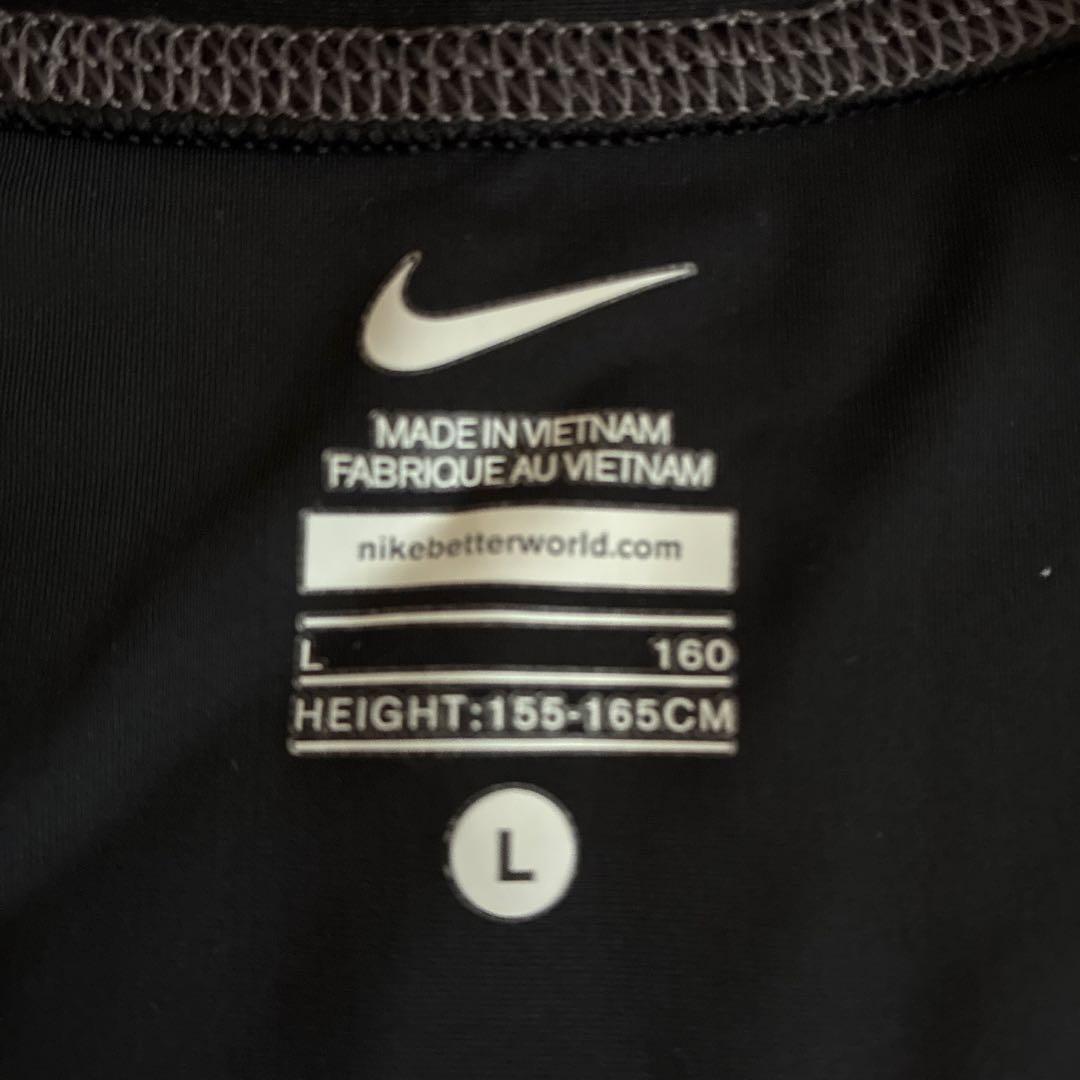 MADE IN VIETNAM
FABRIQUE AU VIETNAM
nikebetterworld.com
L 160
HEIGHT:155-165CM
L